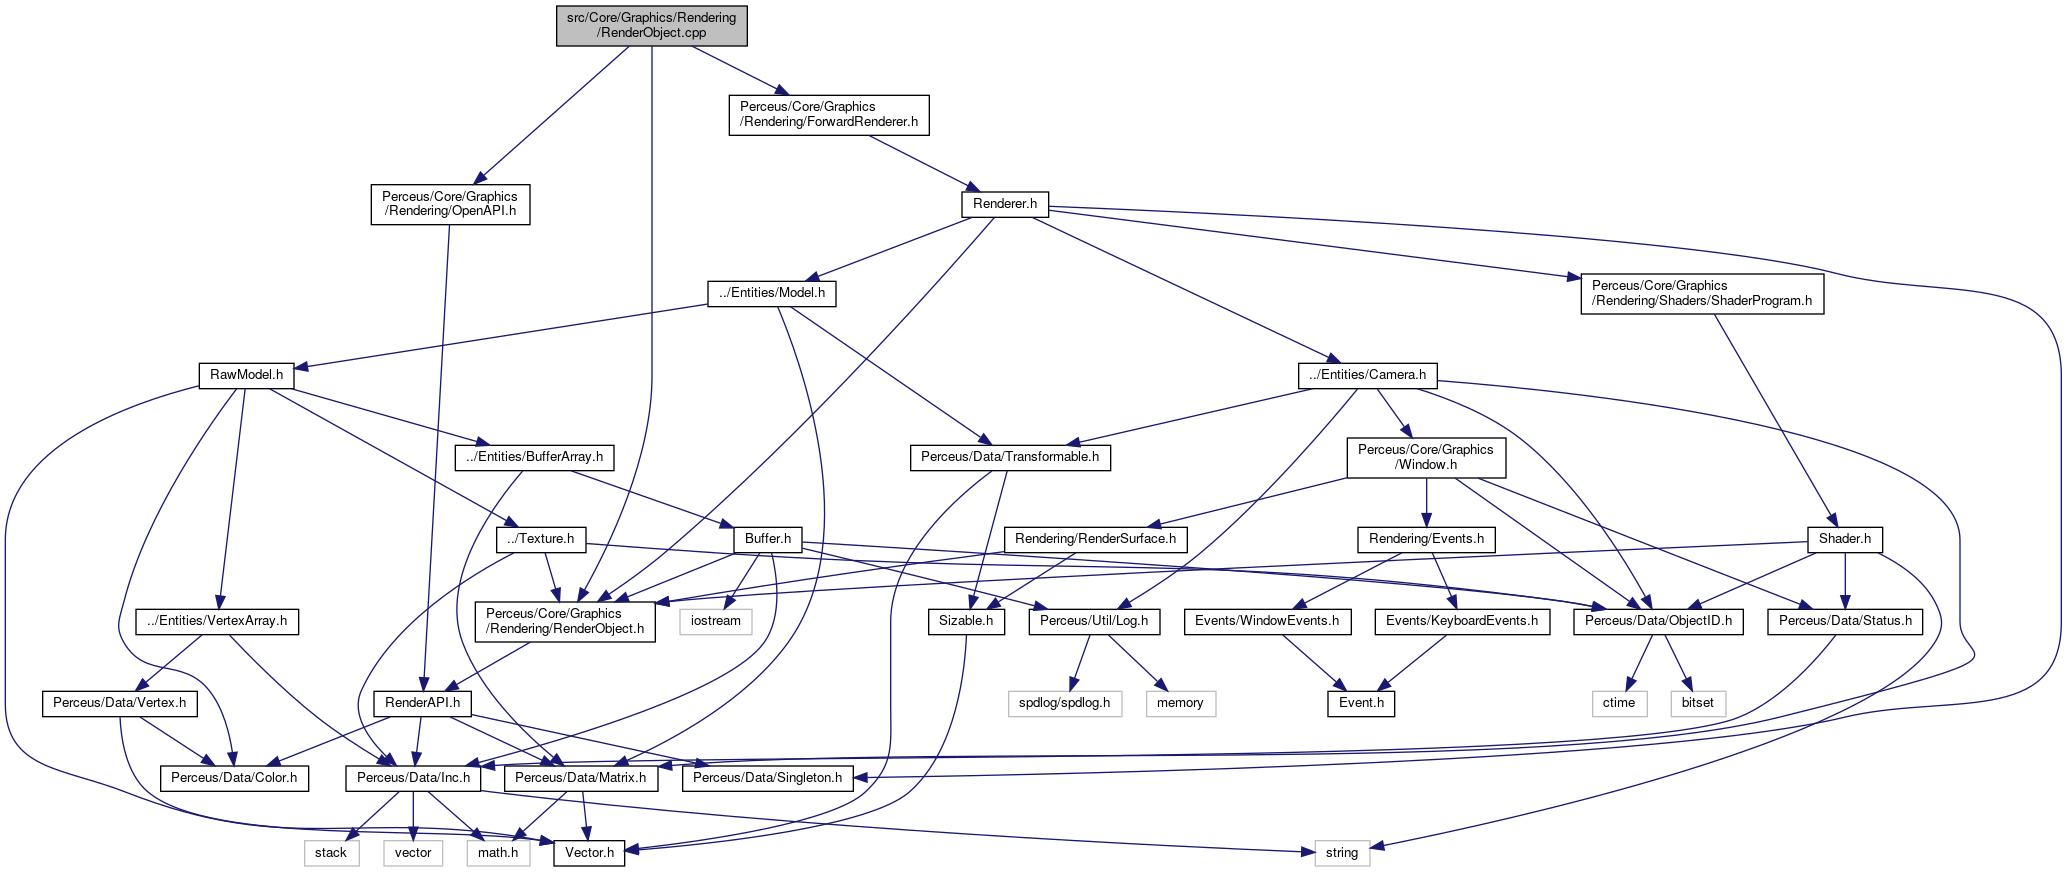 src/Core/Graphics/Rendering
/RenderObject.cpp
Perceus/Core/Graphics
/Rendering/ForwardRenderer.h
Perceus/Core/Graphics
/Rendering/OpenAPI.h
Renderer.h
../Entities/Model.h
Perceus/Core/Graphics
/Rendering/Shaders/ShaderProgram.h
RawModel.h
../Entities/Camera.h
../Entities/BufferArray.h
Perceus/Data/Transformable.h
Perceus/Core/Graphics
/Window.h
../Texture.h
Buffer.h
Rendering/RenderSurface.h
Rendering/Events.h
Shader.h
../Entities/VertexArray.h
Perceus/Core/Graphics
/Rendering/RenderObject.h
iostream
Sizable.h
Perceus/Util/Log.h
Events/WindowEvents.h
Events/KeyboardEvents.h
Perceus/Data/ObjectID.h
Perceus/Data/Status.h
Perceus/Data/Vertex.h
RenderAPI.h
spdlog/spdlog.h
memory
Event.h
ctime
bitset
Perceus/Data/Color.h
Perceus/Data/Inc.h
Perceus/Data/Matrix.h
Perceus/Data/Singleton.h
stack
vector
math.h
Vector.h
string